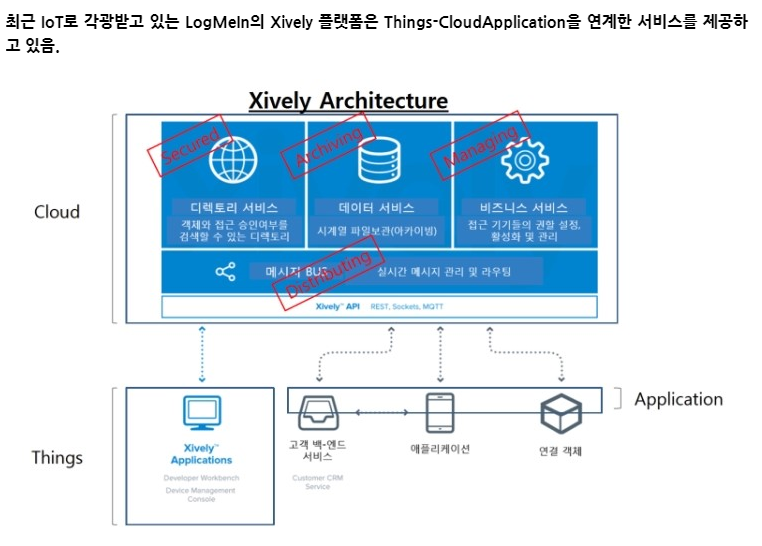 최근 IoT로 각광받고 있는 LogMeIn의 Xively 플랫폼은 Things-CloudApplication을 연계한 서비스를 제공하
고 있음.
Xively Architecture
Cloud
Secured
Archiving
Managing
디렉토리 서비스
객체와 접근 승인여부를
검색할 수 있는 디렉토리
데이터 서비스
시계열 파일보관(아카이빙)
비즈니스 서비스
접근 기기들의 권할 설정,
활성화 및 관리
메시지 BUS
실시간 메시지 관리 및 라우팅
Distributing
Xively™ API REST, Sockets, MQTT
Things
Xively™
Applications
Developer Workbench
Device Management
Console
고객 백-엔드
서비스
Customer CRM
Service
애플리케이션
연결 객체
Application